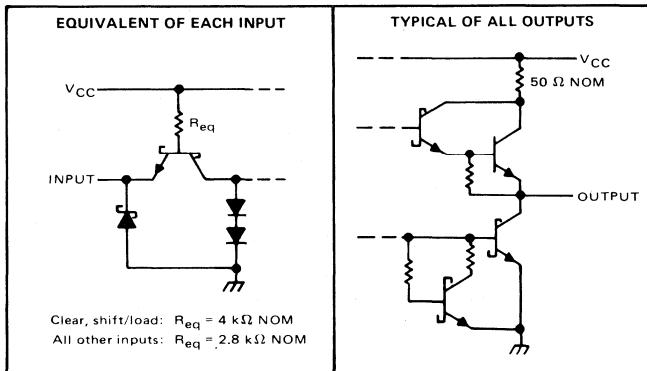 EQUIVALENT OF EACH INPUT
VCC
Req
INPUT
Clear, shift/load: Req = 4 kΩ NOM
All other inputs: Req = 2.8 kΩ NOM
TYPICAL OF ALL OUTPUTS
VCC
50 Ω NOM
OUTPUT